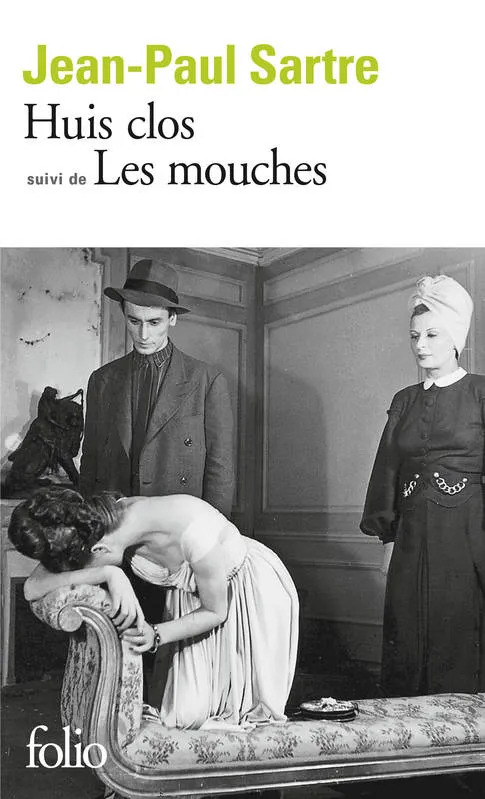 Jean-Paul Sartre
Huis clos
suivi de Les mouches
folio